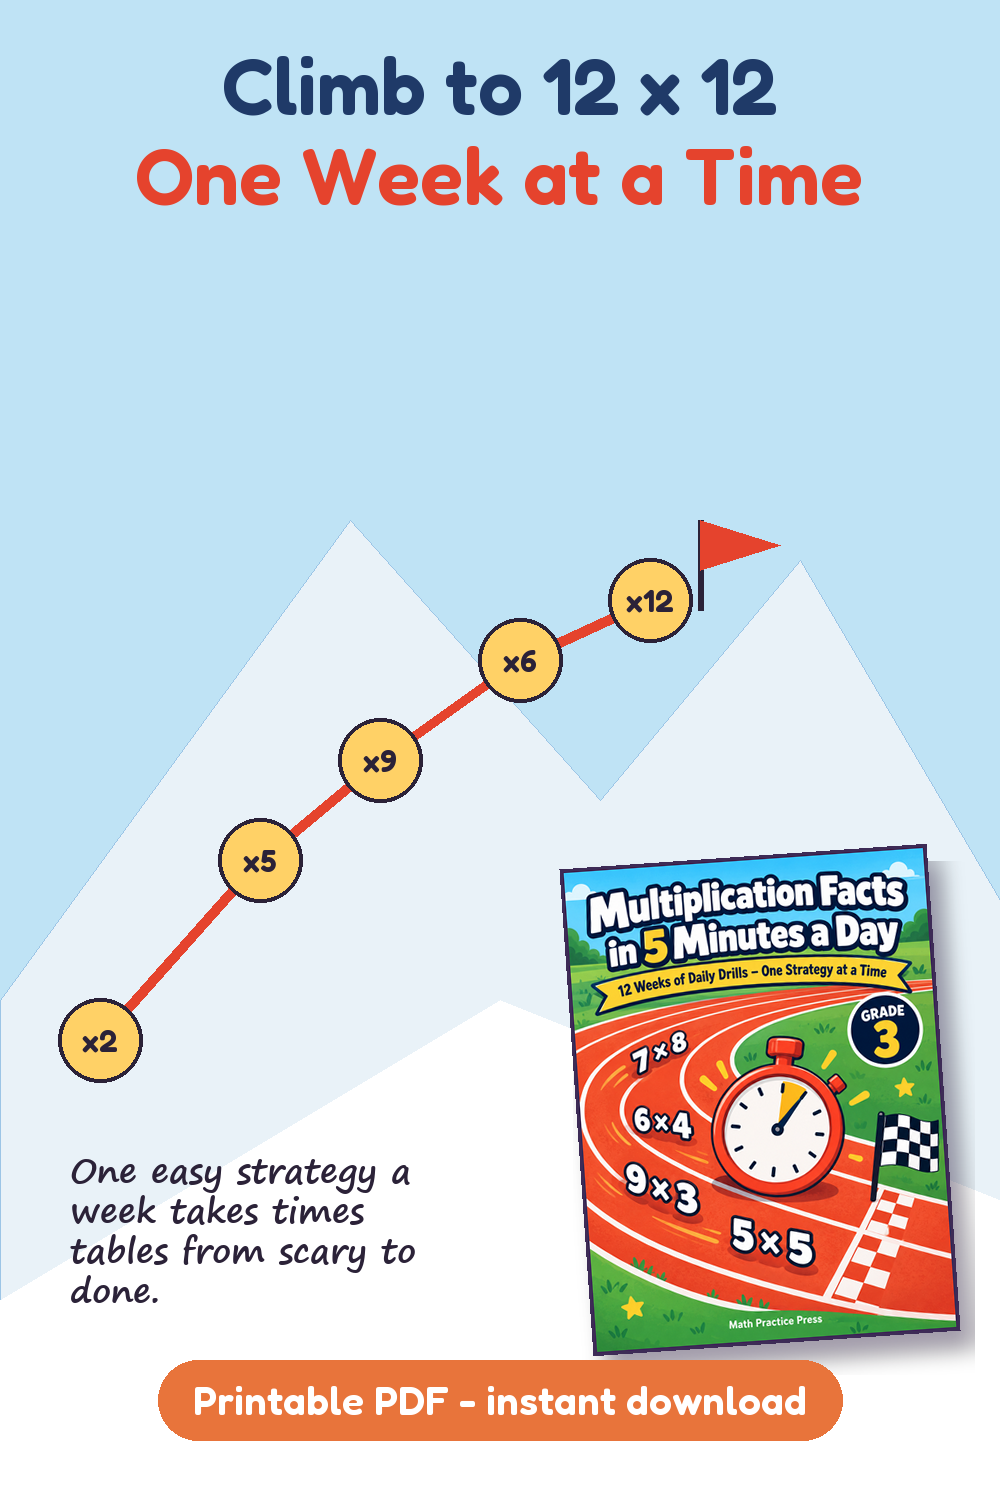 Climb to 12 x 12
One Week at a Time
x12
x6
x9
x5
x2
Multiplication Facts
in 5 Minutes a Day
12 Weeks of Daily Drills – One Strategy at a Time
GRADE
3
7×8
6×4
9×3
5×5
Math Practice Press
One easy strategy a
week takes times
tables from scary to
done.
Printable PDF - instant download